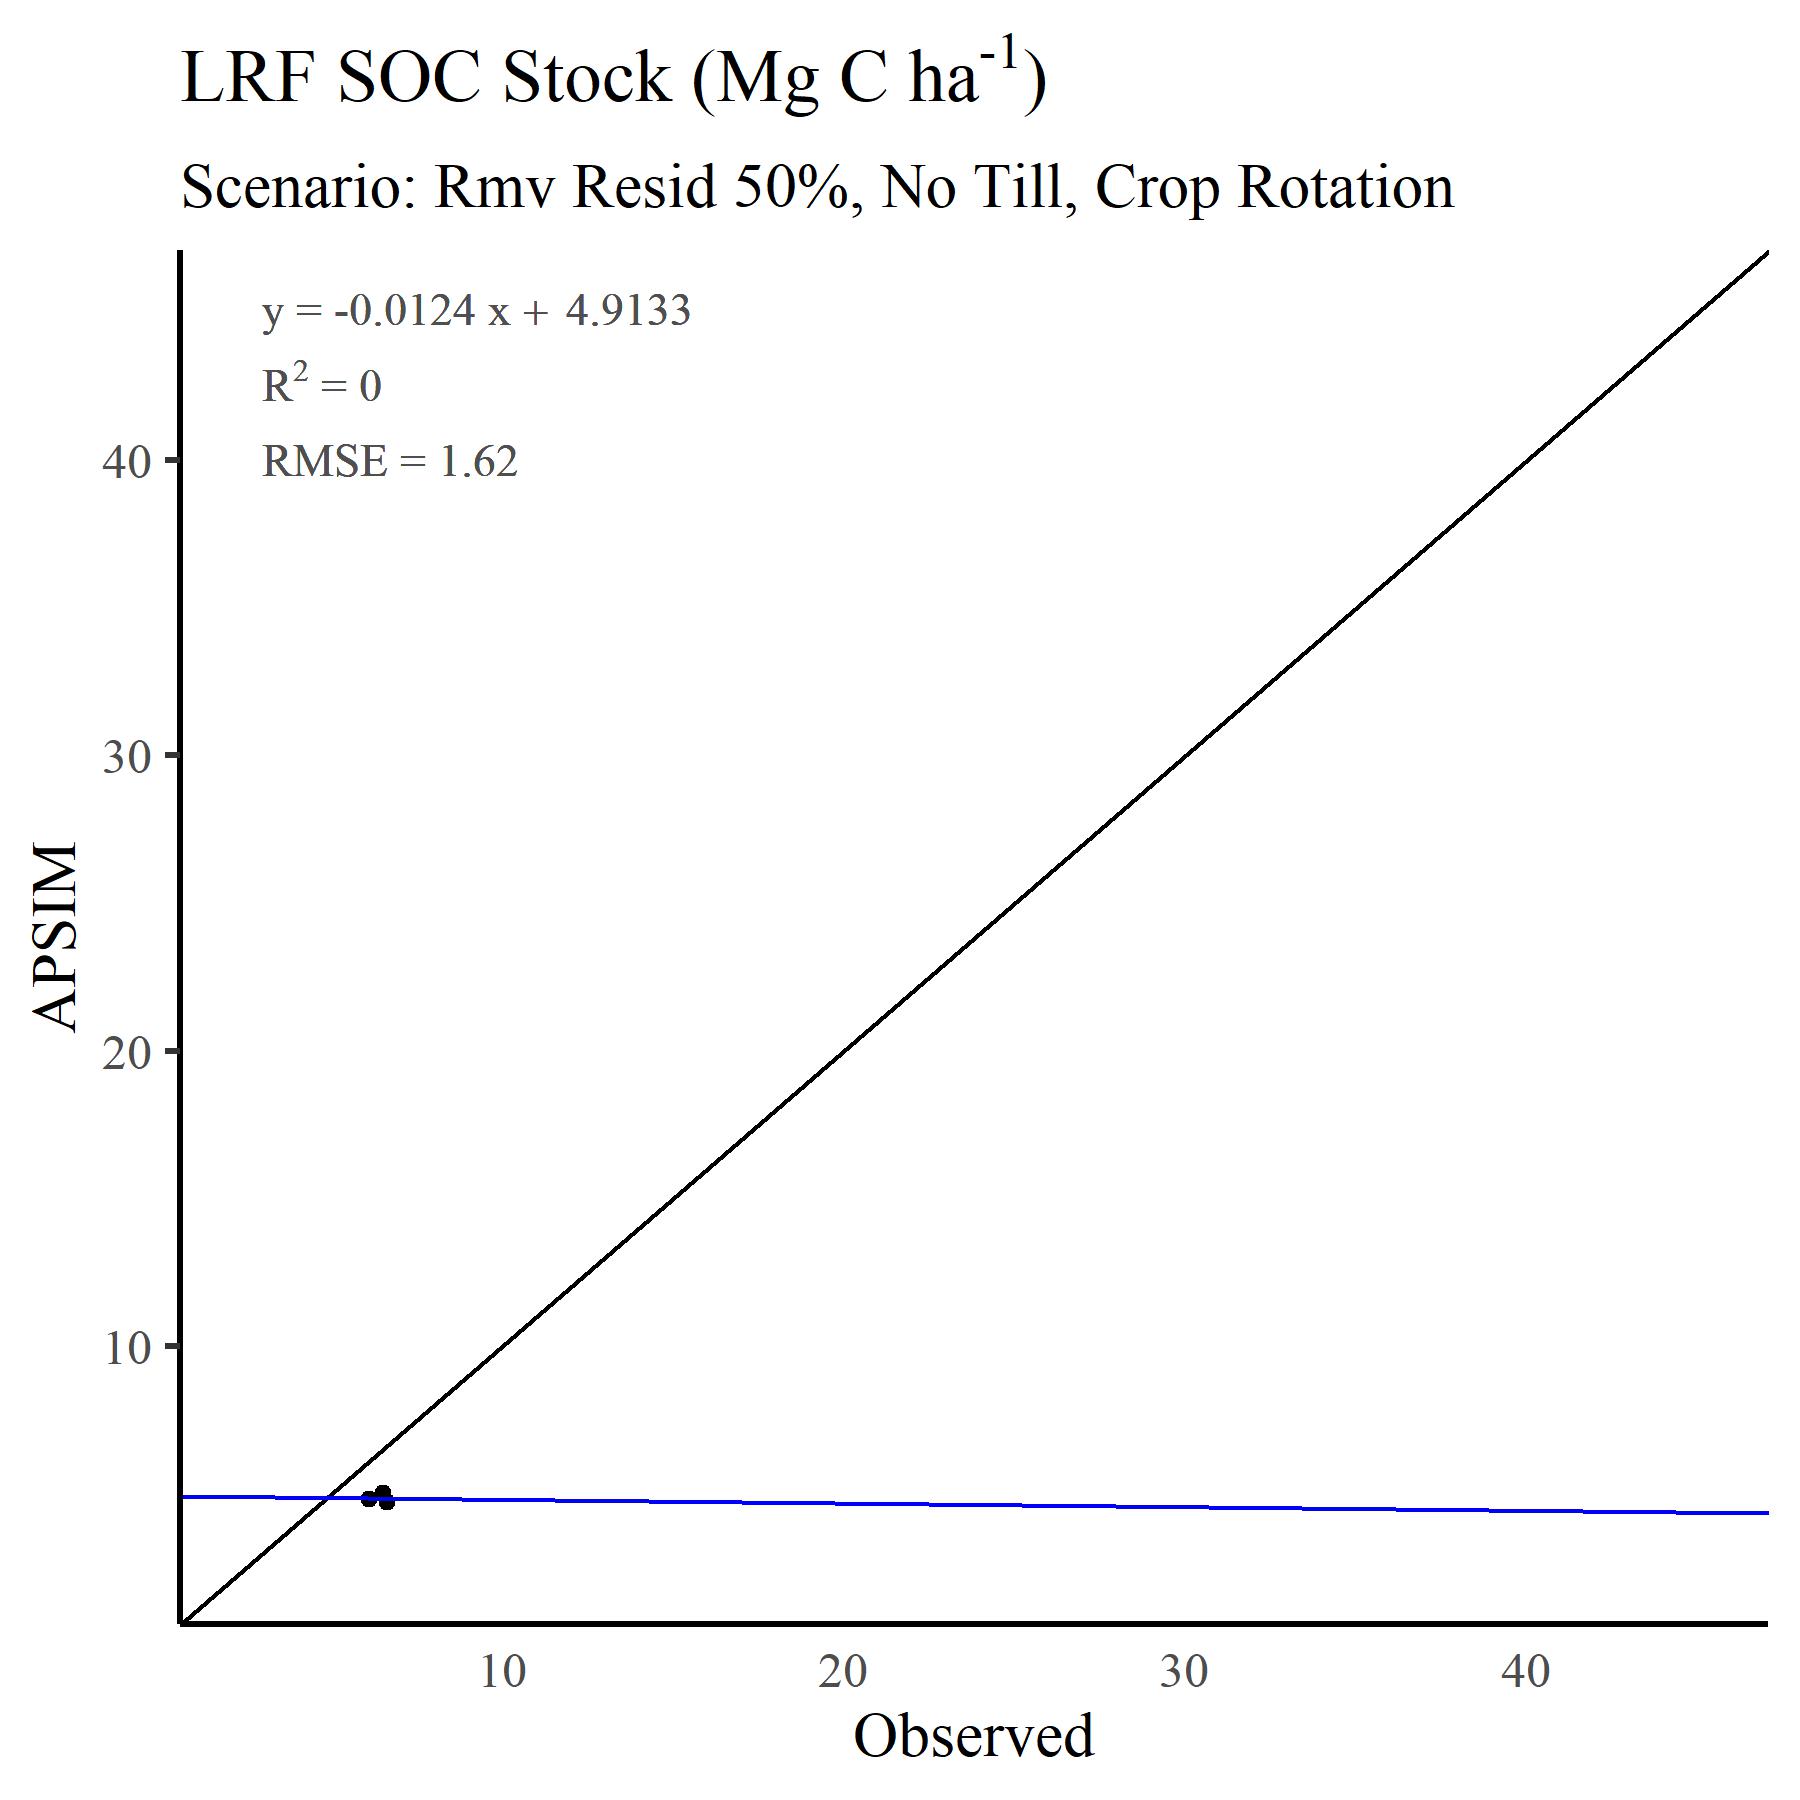 LRF SOC Stock (Mg C ha⁻¹)
Scenario: Rmv Resid 50%, No Till, Crop Rotation
y = -0.0124 x + 4.9133
R² = 0
RMSE = 1.62
40
30
20
10
APSIM
10 20 30 40
Observed